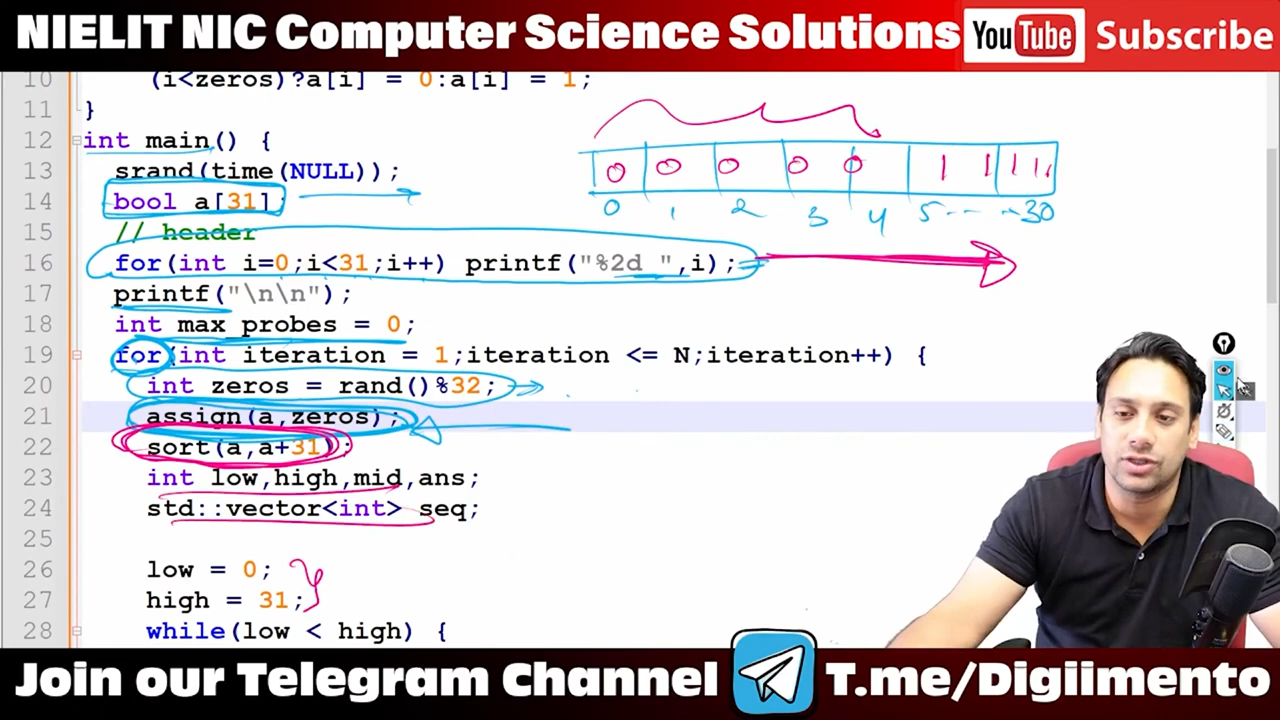 NIELIT NIC Computer Science Solutions YouTube Subscribe
10 (i<zeros)?a[i] = 0:a[i] = 1;
11 }
12 int main() {
13 srand(time(NULL));
14 bool a[31];
15 // header
16 for(int i=0;i<31;i++) printf("%2d ",i);
17 printf("\n\n");
18 int max_probes = 0;
19 for(int iteration = 1;iteration <= N;iteration++) {
20 int zeros = rand()%32;
21 assign(a,zeros);
22 sort(a,a+31);
23 int low,high,mid,ans;
24 std::vector<int> seq;
25
26 low = 0;
27 high = 31;
28 while(low < high) {
0 0 0 0 0 1 1 1 1 1
0 1 2 3 4 5 -- - 30
Join our Telegram Channel T.me/Digiimento